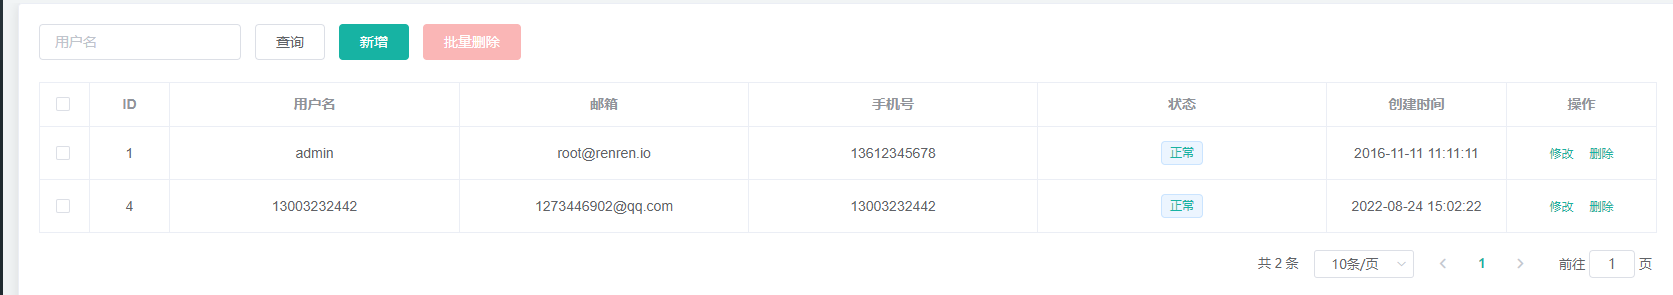 用户名 查询 新增 批量删除
ID 用户名 邮箱 手机号 状态 创建时间 操作
1 admin root@renren.io 13612345678 正常 2016-11-11 11:11:11 修改 删除
4 13003232442 1273446902@qq.com 13003232442 正常 2022-08-24 15:02:22 修改 删除
共 2 条 10条/页 1 前往 1 页